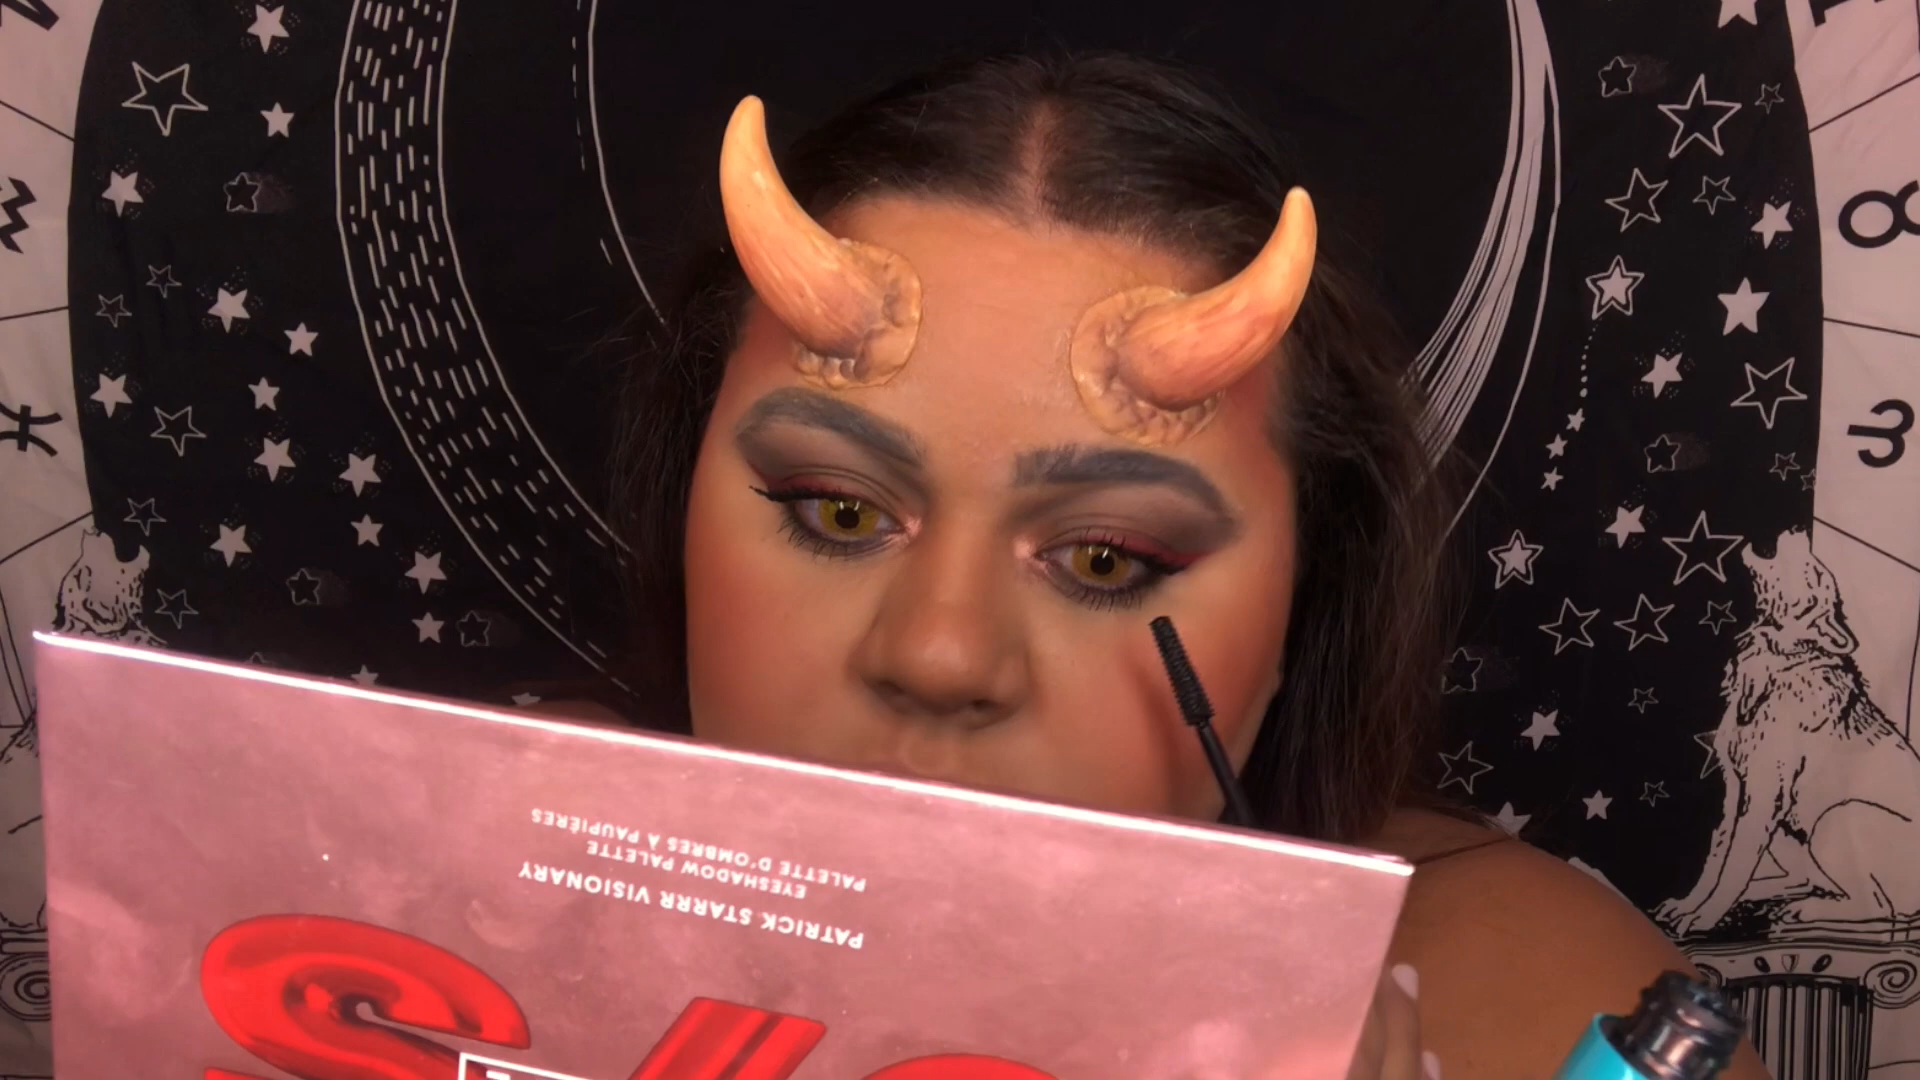 PATRICK STARRR VISIONARY
EYESHADOW PALETTE
PALETTE D'OMBRES À PAUPIÈRES